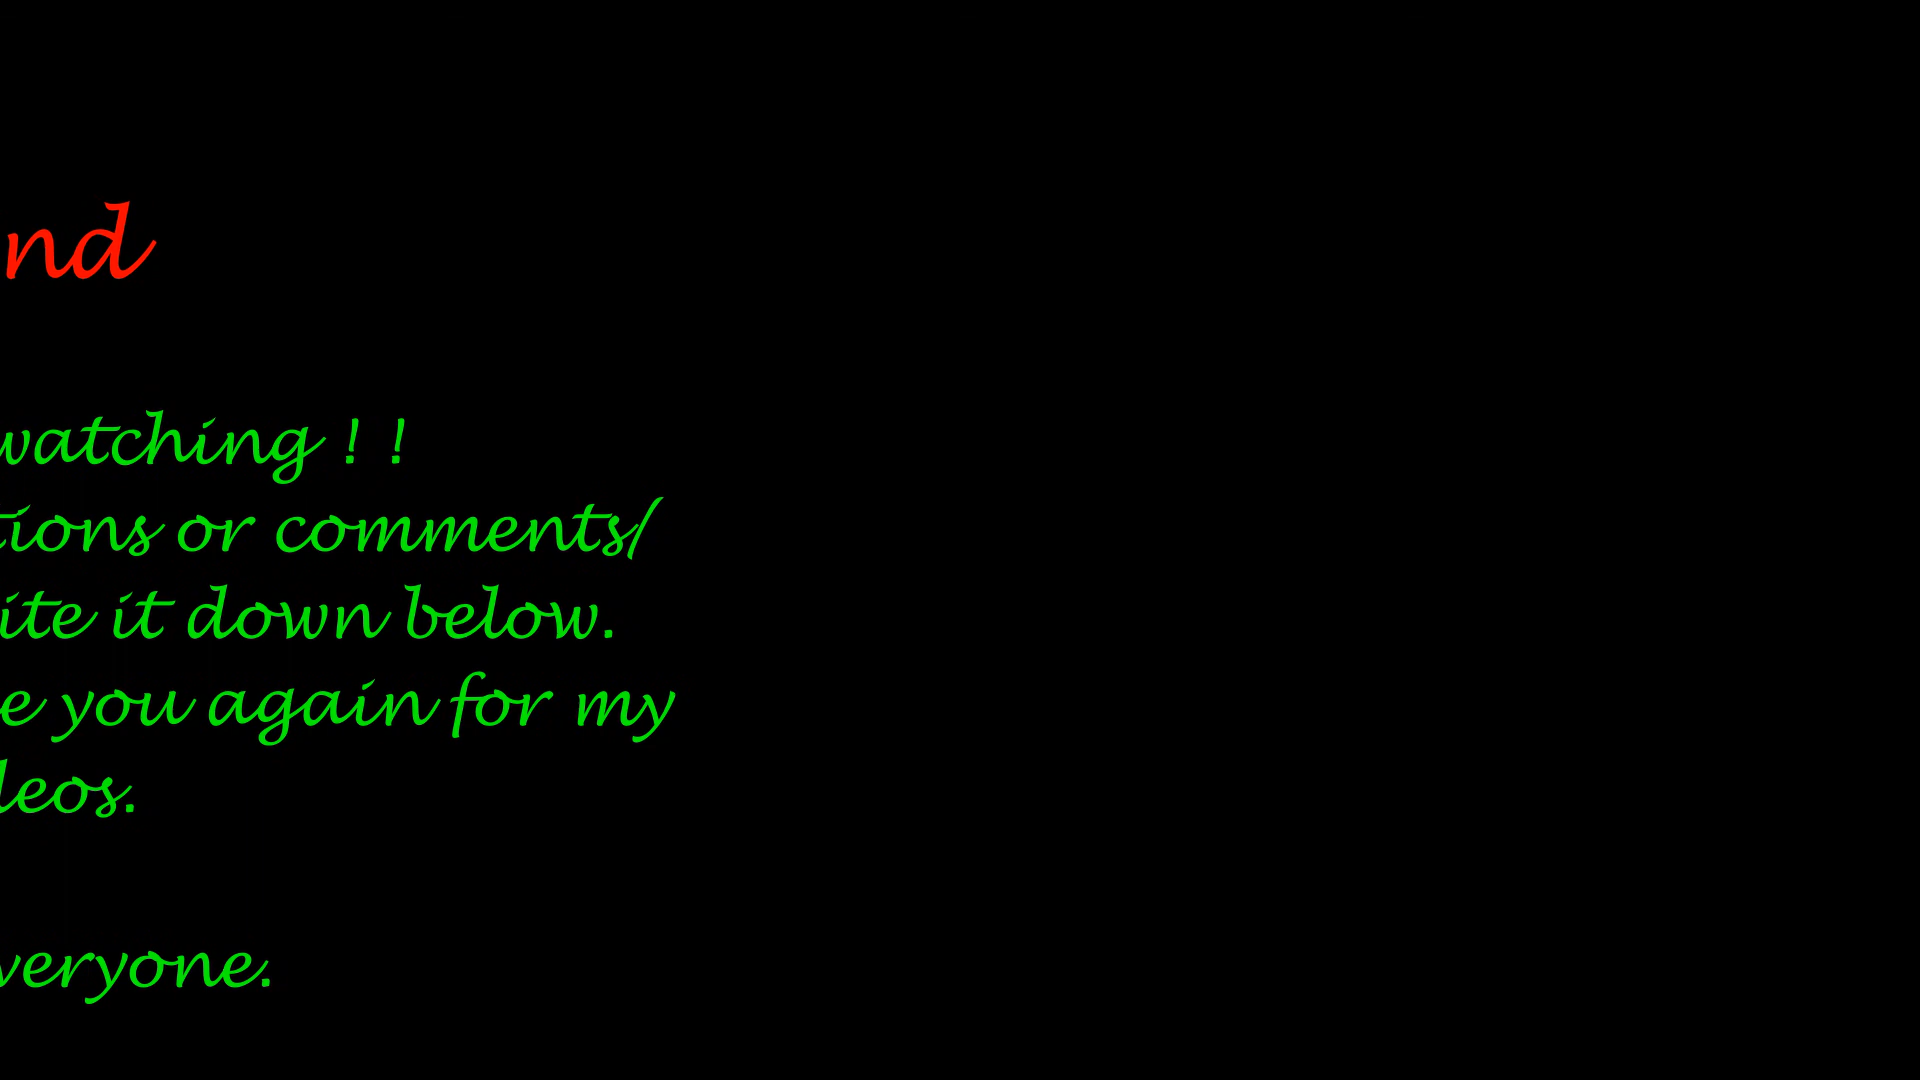 nd
watching ! !
tions or comments/
ite it down below.
e you again for my
leos.
veryone.